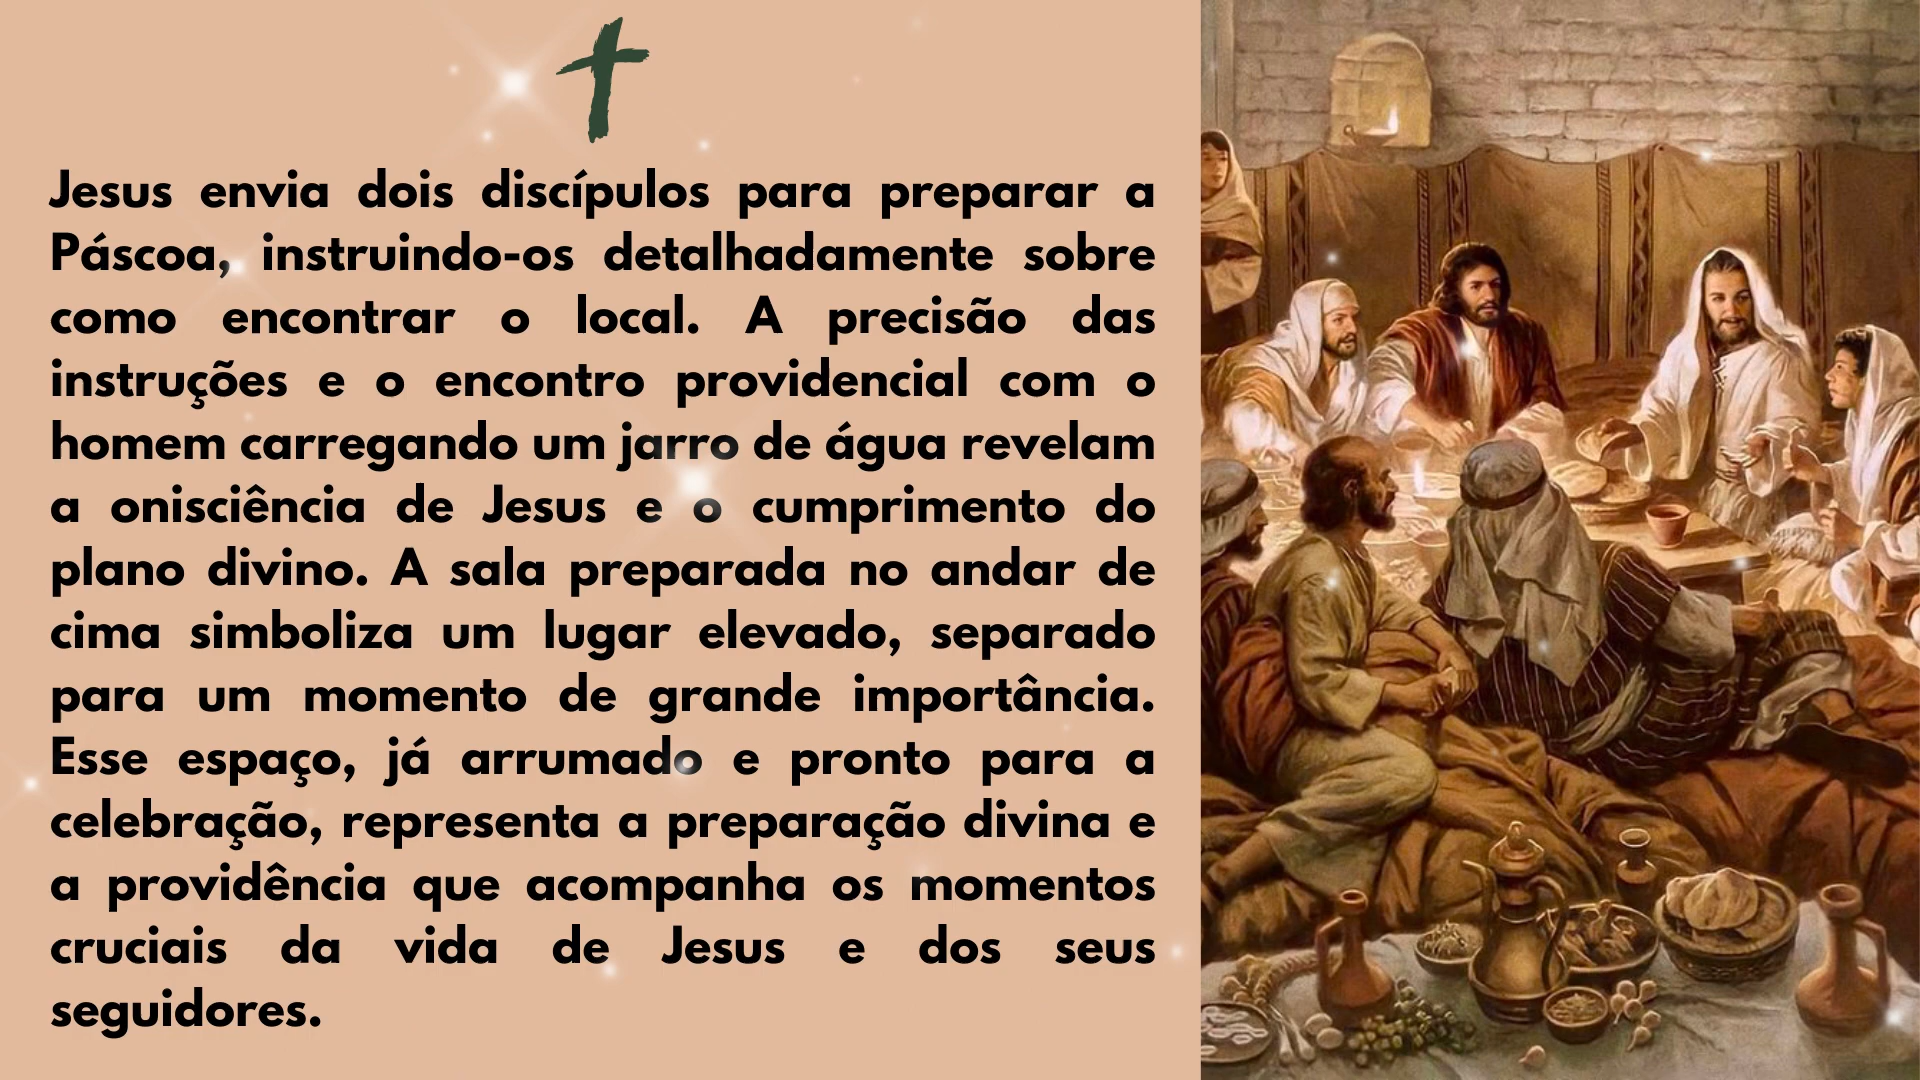 Jesus envia dois discípulos para preparar a
Páscoa, instruindo-os detalhadamente sobre
como encontrar o local. A precisão das
instruções e o encontro providencial com o
homem carregando um jarro de água revelam
a onisciência de Jesus e o cumprimento do
plano divino. A sala preparada no andar de
cima simboliza um lugar elevado, separado
para um momento de grande importância.
Esse espaço, já arrumado e pronto para a
celebração, representa a preparação divina e
a providência que acompanha os momentos
cruciais da vida de Jesus e dos seus
seguidores.